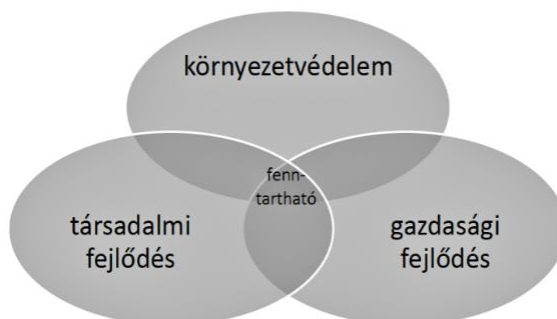 környezetvédelem
fenn-
tartható
társadalmi
fejlődés
gazdasági
fejlődés